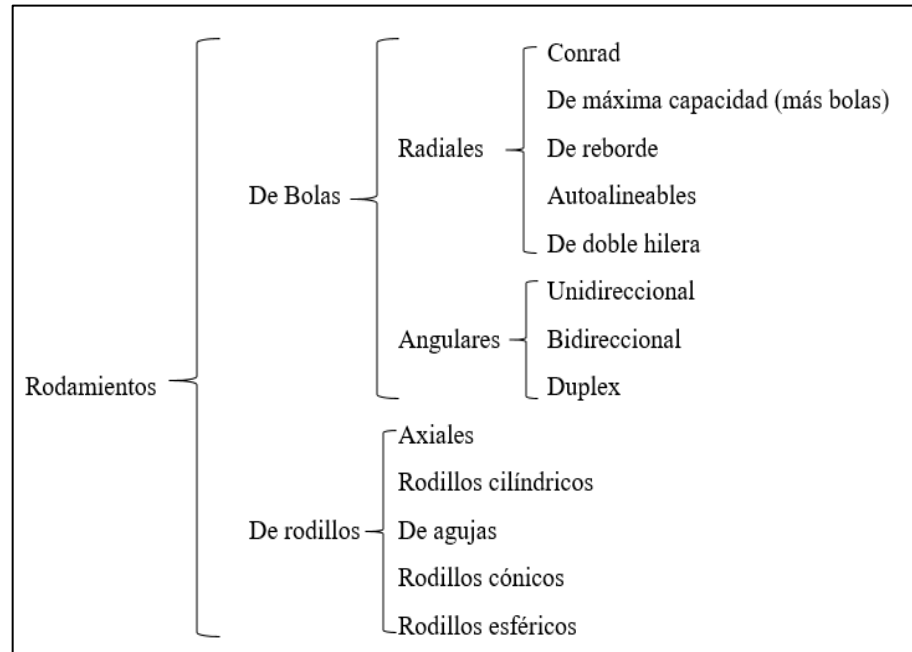 Rodamientos
De Bolas
Radiales
Conrad
De máxima capacidad (más bolas)
De reborde
Autoalineables
De doble hilera
Angulares
Unidireccional
Bidireccional
Duplex
De rodillos
Axiales
Rodillos cilíndricos
De agujas
Rodillos cónicos
Rodillos esféricos